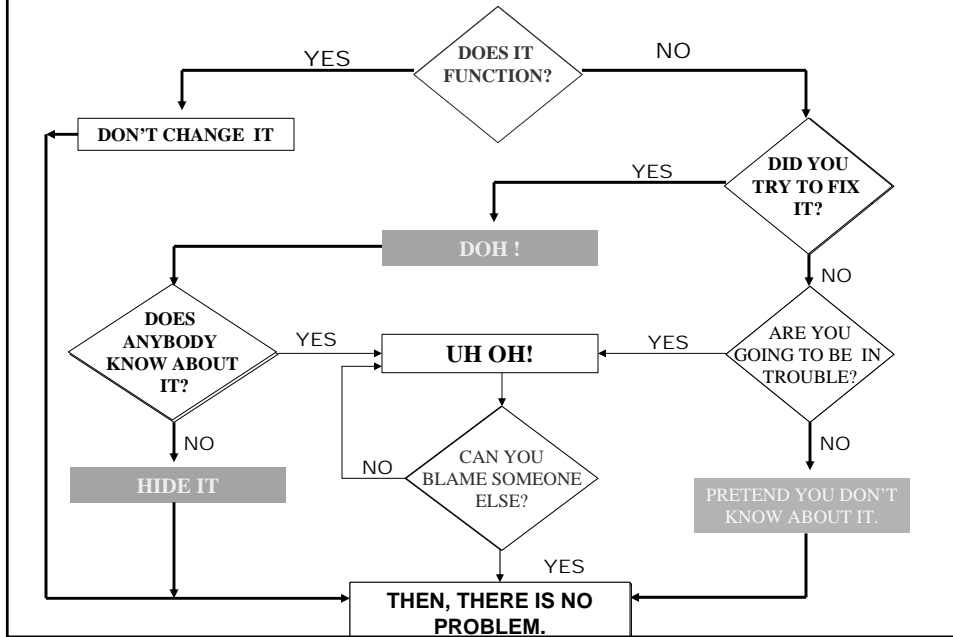 DOES IT
FUNCTION?
YES
NO
DON'T CHANGE IT
DID YOU
TRY TO FIX
IT?
YES
DOH !
NO
DOES
ANYBODY
KNOW ABOUT
IT?
YES
UH OH!
YES
ARE YOU
GOING TO BE IN
TROUBLE?
NO
HIDE IT
NO
CAN YOU
BLAME SOMEONE
ELSE?
NO
PRETEND YOU DON'T
KNOW ABOUT IT.
YES
THEN, THERE IS NO
PROBLEM.